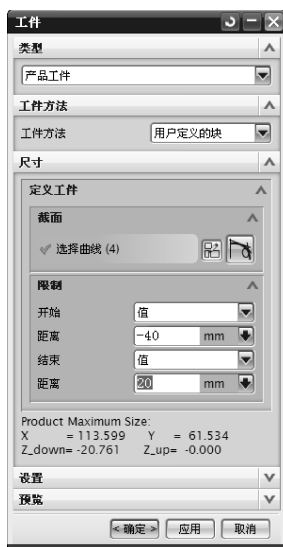 工件
类型
产品工件
工件方法
工件方法 用户定义的块
尺寸
定义工件
截面
选择曲线 (4)
限制
开始 值
距离 -40 mm
结束 值
距离 20 mm
Product Maximum Size:
X = 113.599 Y = 61.534
Z_down= -20.761 Z_up= -0.000
设置
预览
< 确定 > 应用 取消